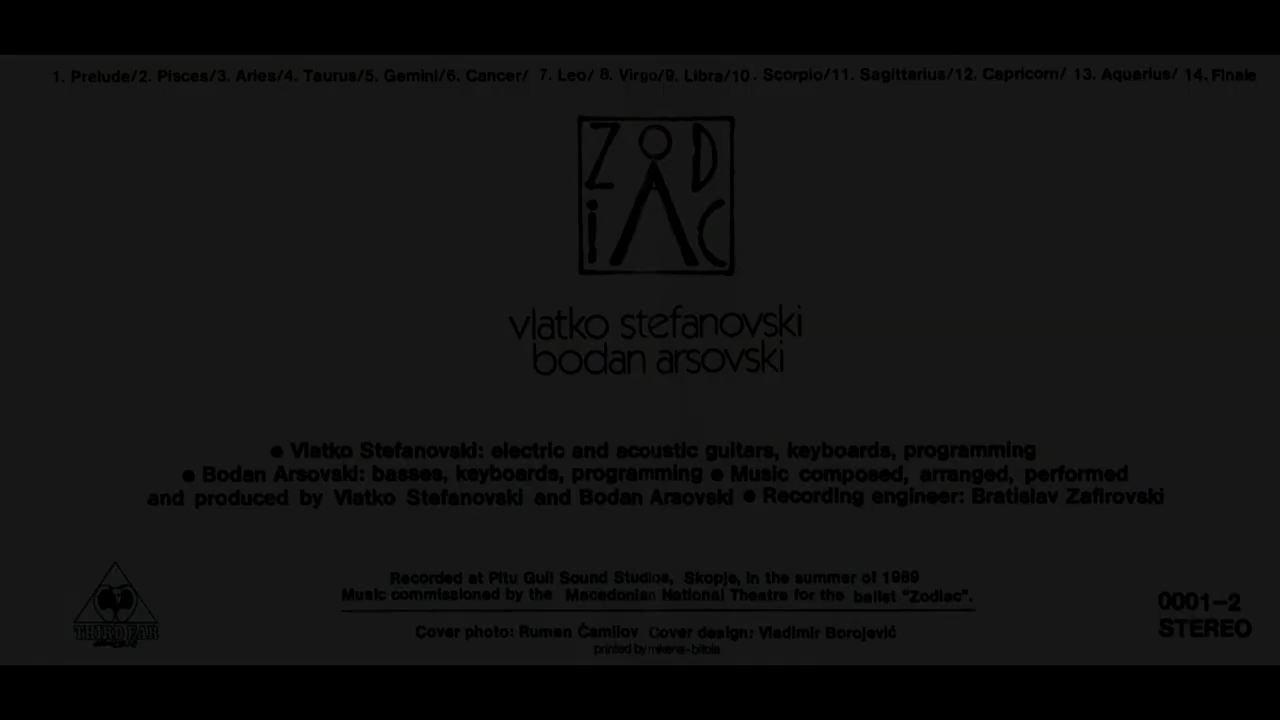 1. Prelude/2. Pisces/3. Aries/4. Taurus/5. Gemini/6. Cancer/ 7. Leo/ 8. Virgo/9. Libra/10. Scorpio/11. Sagittarius/12. Capricorn/ 13. Aquarius/ 14. Finale
ZOD
iAC
vlatko stefanovski
bodan arsovski
● Vlatko Stefanovski: electric and acoustic guitars, keyboards, programming
● Bodan Arsovski: basses, keyboards, programming ● Music composed, arranged, performed
and produced by Vlatko Stefanovski and Bodan Arsovski ● Recording engineer: Bratislav Zafirovski
Recorded at Pitu Guli Sound Studios, Skopje, in the summer of 1989
Music commissioned by the Macedonian National Theatre for the ballet "Zodiac".
Cover photo: Ruman Čamilov Cover design: Vladimir Borojević
printed by mikena-bitola
THIRD EAR
0001-2
STEREO